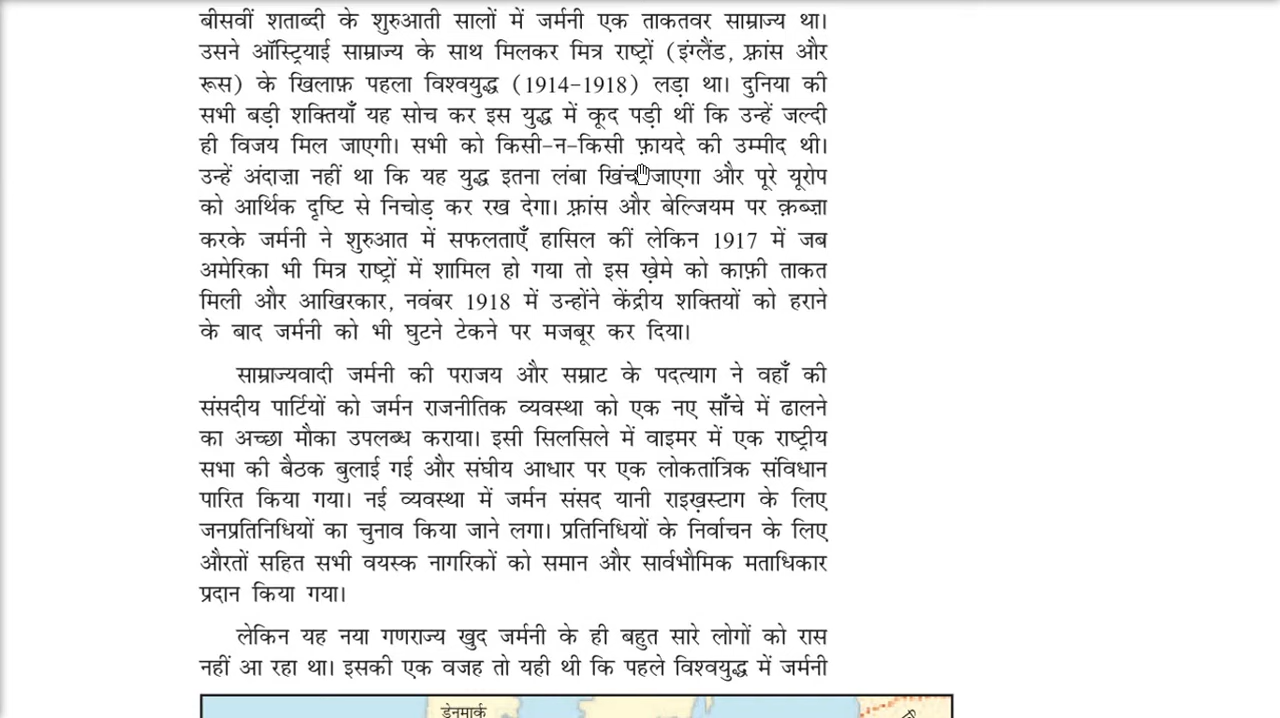 बीसवीं शताब्दी के शुरुआती सालों में जर्मनी एक ताकतवर साम्राज्य था।
उसने ऑस्ट्रियाई साम्राज्य के साथ मिलकर मित्र राष्ट्रों (इंग्लैंड, फ़्रांस और
रूस) के खिलाफ़ पहला विश्वयुद्ध (1914-1918) लड़ा था। दुनिया की
सभी बड़ी शक्तियाँ यह सोच कर इस युद्ध में कूद पड़ी थीं कि उन्हें जल्दी
ही विजय मिल जाएगी। सभी को किसी-न-किसी फ़ायदे की उम्मीद थी।
उन्हें अंदाज़ा नहीं था कि यह युद्ध इतना लंबा खिंच जाएगा और पूरे यूरोप
को आर्थिक दृष्टि से निचोड़ कर रख देगा। फ़्रांस और बेल्जियम पर क़ब्ज़ा
करके जर्मनी ने शुरुआत में सफलताएँ हासिल कीं लेकिन 1917 में जब
अमेरिका भी मित्र राष्ट्रों में शामिल हो गया तो इस ख़ेमे को काफ़ी ताकत
मिली और आखिरकार, नवंबर 1918 में उन्होंने केंद्रीय शक्तियों को हराने
के बाद जर्मनी को भी घुटने टेकने पर मजबूर कर दिया।
साम्राज्यवादी जर्मनी की पराजय और सम्राट के पदत्याग ने वहाँ की
संसदीय पार्टियों को जर्मन राजनीतिक व्यवस्था को एक नए साँचे में ढालने
का अच्छा मौका उपलब्ध कराया। इसी सिलसिले में वाइमर में एक राष्ट्रीय
सभा की बैठक बुलाई गई और संघीय आधार पर एक लोकतांत्रिक संविधान
पारित किया गया। नई व्यवस्था में जर्मन संसद यानी राइख़स्टाग के लिए
जनप्रतिनिधियों का चुनाव किया जाने लगा। प्रतिनिधियों के निर्वाचन के लिए
औरतों सहित सभी वयस्क नागरिकों को समान और सार्वभौमिक मताधिकार
प्रदान किया गया।
लेकिन यह नया गणराज्य खुद जर्मनी के ही बहुत सारे लोगों को रास
नहीं आ रहा था। इसकी एक वजह तो यही थी कि पहले विश्वयुद्ध में जर्मनी
डेनमार्क